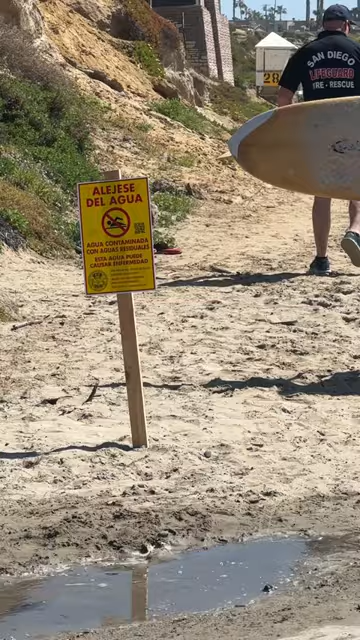 SAN DIEGO
LIFEGUARD
FIRE - RESCUE
28
ALEJESE
DEL AGUA
AGUA CONTAMINADA
CON AGUAS RESIDUALES
ESTA AGUA PUEDE
CAUSAR ENFERMEDAD